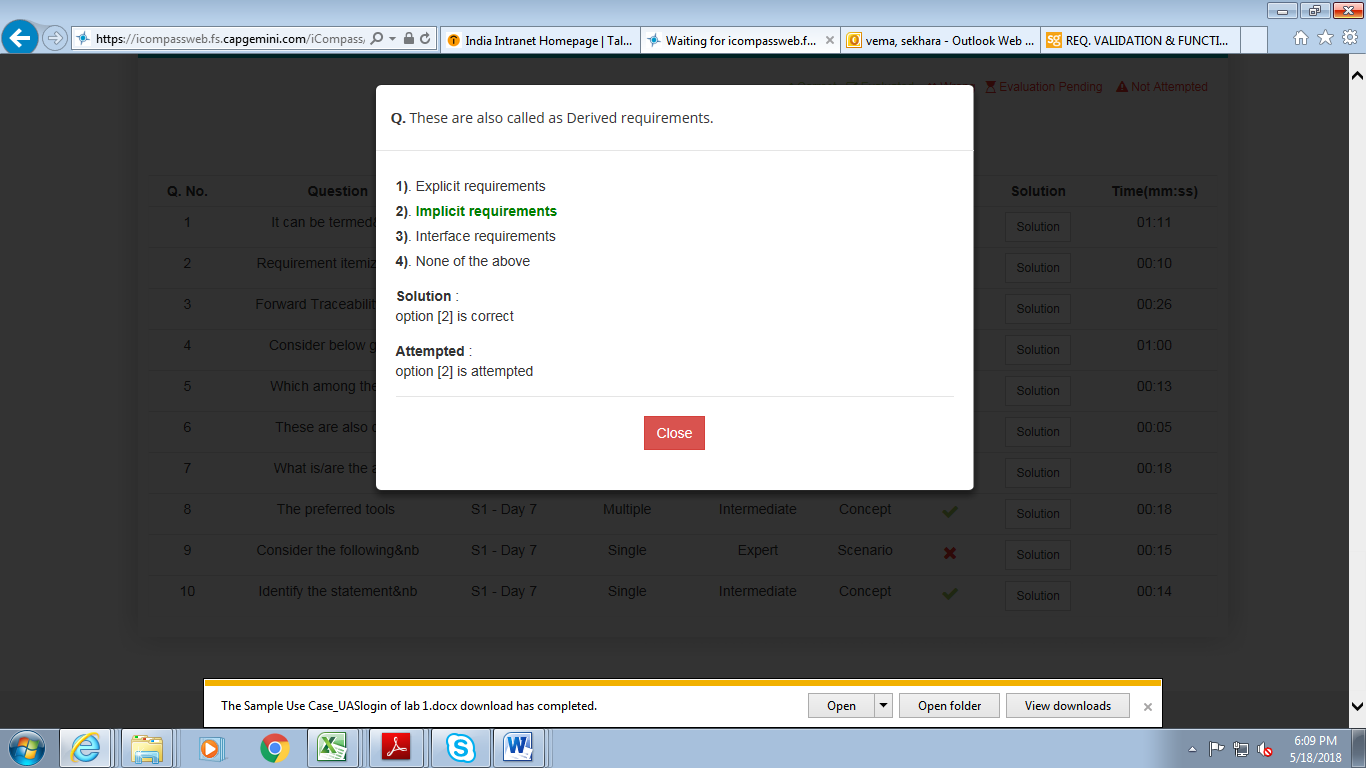 https://icompassweb.fs.capgemini.com/iCompass,
India Intranet Homepage | Tal...
Waiting for icompassweb.f...
vema, sekhara - Outlook Web ...
REQ. VALIDATION & FUNCTI...
Evaluation Pending
Not Attempted
Q. These are also called as Derived requirements.
1). Explicit requirements
2). Implicit requirements
3). Interface requirements
4). None of the above
Solution :
option [2] is correct
Attempted :
option [2] is attempted
Close
Q. No. Question Solution Time(mm:ss)
1 It can be termed Solution 01:11
2 Requirement itemiz Solution 00:10
3 Forward Traceabilit Solution 00:26
4 Consider below g Solution 01:00
5 Which among the Solution 00:13
6 These are also c Solution 00:05
7 What is/are the a Solution 00:18
8 The preferred tools S1 - Day 7 Multiple Intermediate Concept Solution 00:18
9 Consider the following&nb S1 - Day 7 Single Expert Scenario Solution 00:15
10 Identify the statement&nb S1 - Day 7 Single Intermediate Concept Solution 00:14
The Sample Use Case_UASlogin of lab 1.docx download has completed.
Open
Open folder
View downloads
6:09 PM
5/18/2018